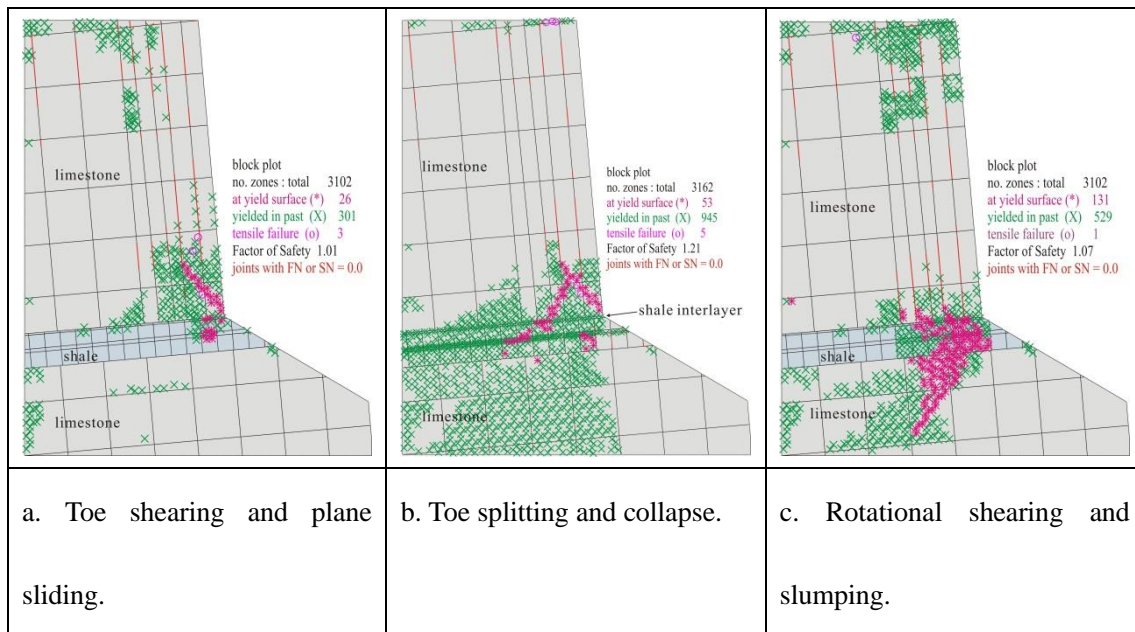 limestone
block plot
no. zones : total 3102
at yield surface (*) 26
yielded in past (X) 301
tensile failure (o) 3
Factor of Safety 1.01
joints with FN or SN = 0.0
shale
limestone
limestone
block plot
no. zones : total 3162
at yield surface (*) 53
yielded in past (X) 945
tensile failure (o) 5
Factor of Safety 1.21
joints with FN or SN = 0.0
shale interlayer
limestone
limestone
block plot
no. zones : total 3102
at yield surface (*) 131
yielded in past (X) 529
tensile failure (o) 1
Factor of Safety 1.07
joints with FN or SN = 0.0
shale
limestone
a. Toe shearing and plane
sliding.
b. Toe splitting and collapse.
c. Rotational shearing and
slumping.